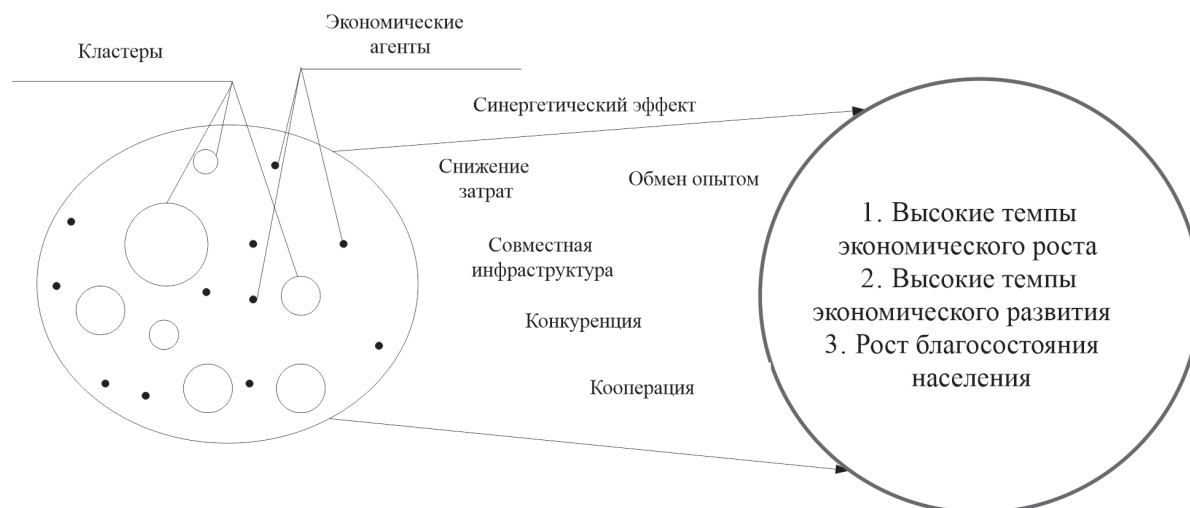 Экономические
агенты
Кластеры
Синергетический эффект
Снижение
затрат
Обмен опытом
Совместная
инфраструктура
Конкуренция
Кооперация
1. Высокие темпы
экономического роста
2. Высокие темпы
экономического развития
3. Рост благосостояния
населения